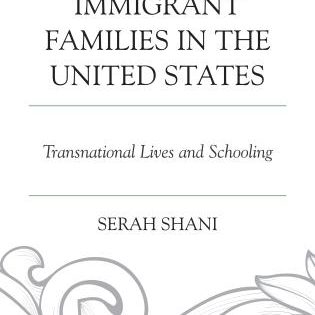 IMMIGRANT
FAMILIES IN THE
UNITED STATES
Transnational Lives and Schooling
SERAH SHANI